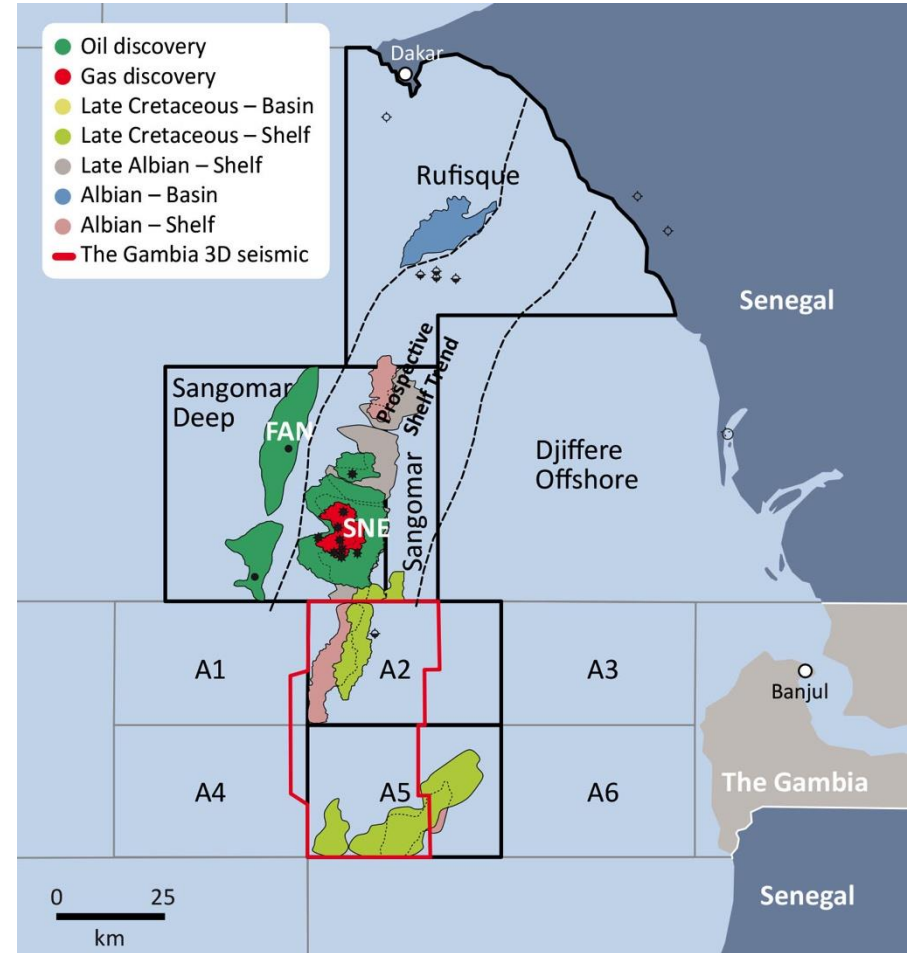 Oil discovery
Gas discovery
Late Cretaceous – Basin
Late Cretaceous – Shelf
Late Albian – Shelf
Albian – Basin
Albian – Shelf
The Gambia 3D seismic
Dakar
Rufisque
Senegal
Prospective
Shelf Trend
Sangomar
Deep
FAN
SNE
Sangomar
Djiffere
Offshore
A1
A2
A3
Banjul
A4
A5
A6
The Gambia
0 25
km
Senegal